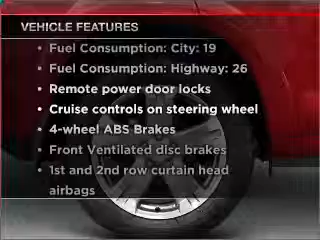 VEHICLE FEATURES
• Fuel Consumption: City: 19
• Fuel Consumption: Highway: 26
• Remote power door locks
• Cruise controls on steering wheel
• 4-wheel ABS Brakes
• Front Ventilated disc brakes
• 1st and 2nd row curtain head
airbags